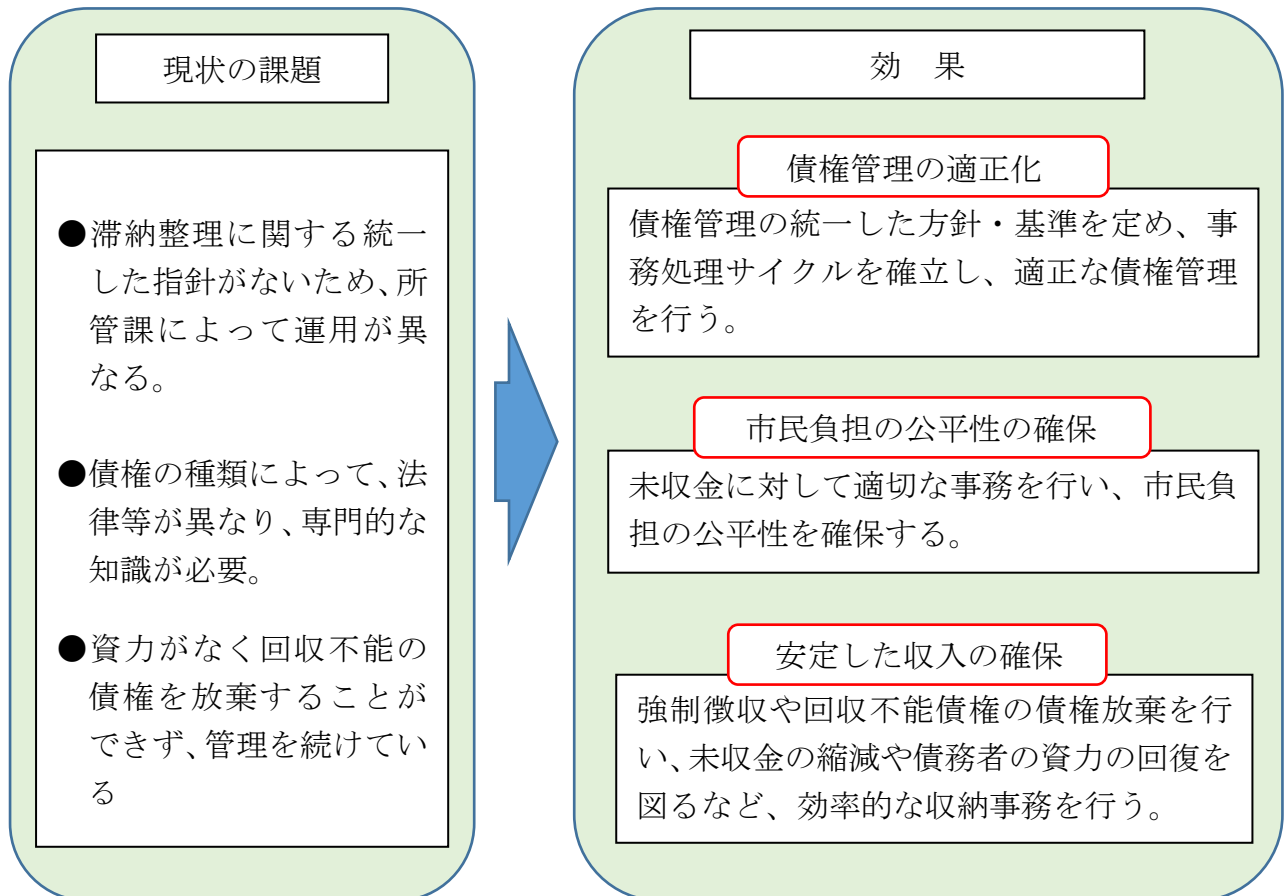 現状の課題
●滞納整理に関する統一
した指針がないため、所
管課によって運用が異
なる。
●債権の種類によって、法
律等が異なり、専門的な
知識が必要。
●資力がなく回収不能の
債権を放棄することが
できず、管理を続けてい
る
効　果
債権管理の適正化
債権管理の統一した方針・基準を定め、事
務処理サイクルを確立し、適正な債権管理
を行う。
市民負担の公平性の確保
未収金に対して適切な事務を行い、市民負
担の公平性を確保する。
安定した収入の確保
強制徴収や回収不能債権の債権放棄を行
い、未収金の縮減や債務者の資力の回復を
図るなど、効率的な収納事務を行う。